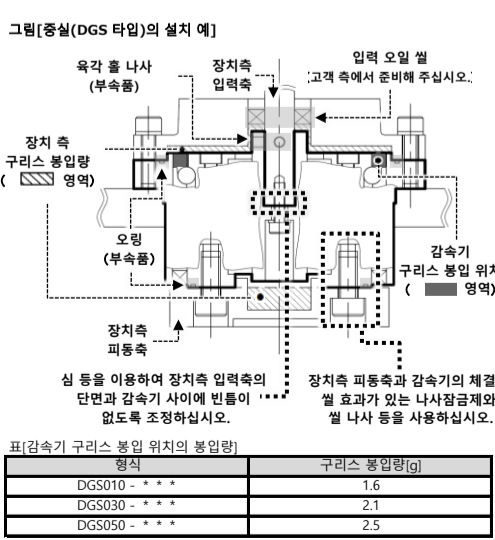 그림[중실(DGS 타입)의 설치 예]
육각 홀 나사
(부속품)
장치측
입력축
입력 오일 씰
(고객 측에서 준비해 주십시오.)
장치 측
구리스 봉입량
( 영역)
오링
(부속품)
감속기
구리스 봉입 위치
( 영역)
장치측
피동축
심 등을 이용하여 장치측 입력축의
단면과 감속기 사이에 빈틈이
없도록 조정하십시오.
장치측 피동축과 감속기의 체결
씰 효과가 있는 나사잠금제와
씰 나사 등을 사용하십시오.
표[감속기 구리스 봉입 위치의 봉입량]
형식 구리스 봉입량[g]
DGS010 - * * * 1.6
DGS030 - * * * 2.1
DGS050 - * * * 2.5